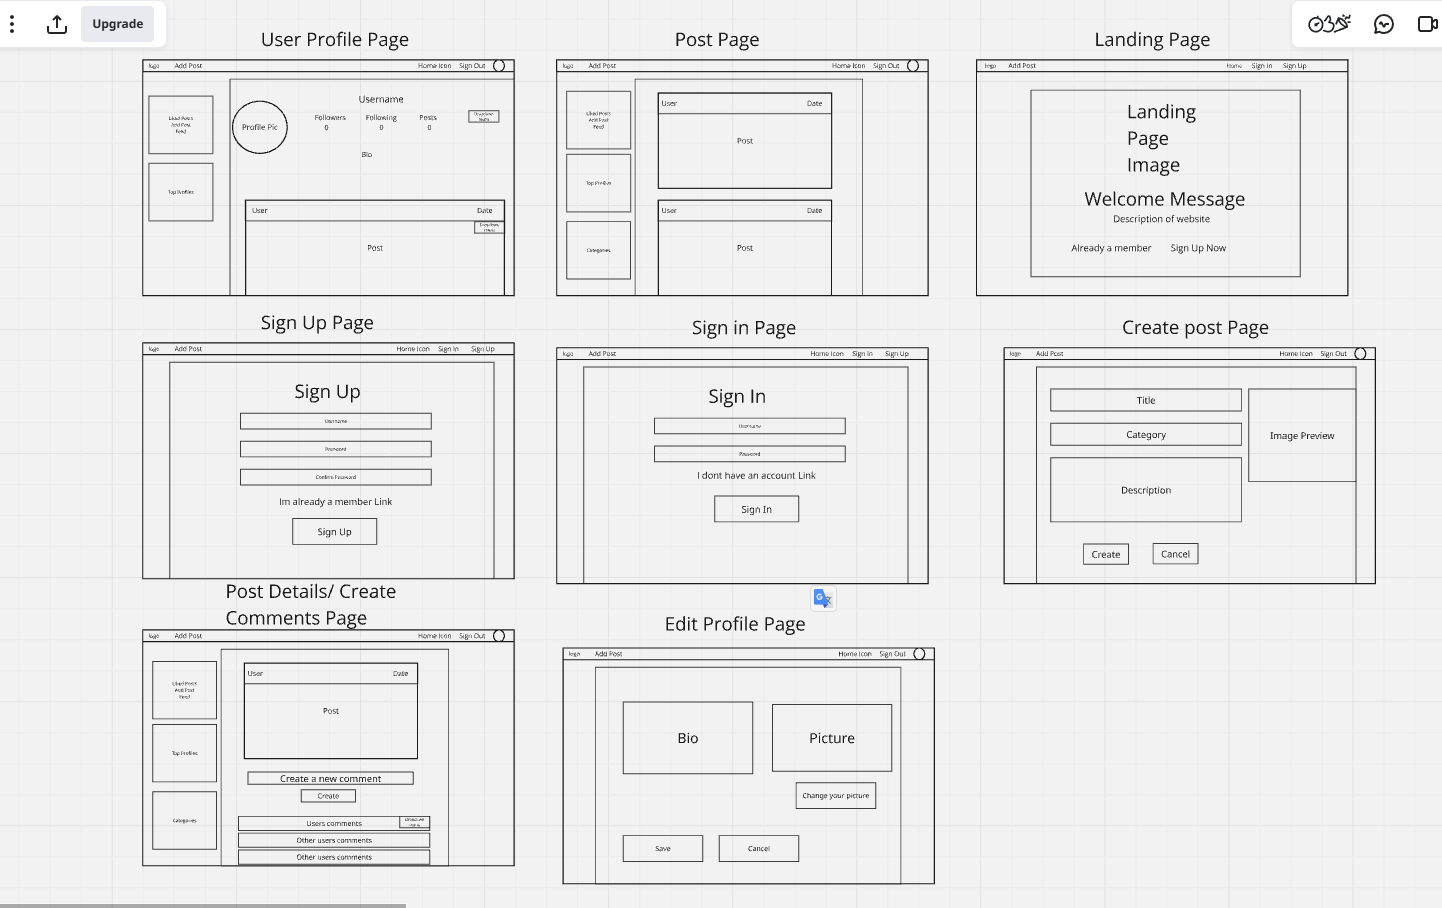 Upgrade
User Profile Page
logo Add Post Home Icon Sign Out
Liked Posts
Add Post
Feed
Top Profiles
Profile Pic
Username
Followers Following Posts
0 0 0
Dropdown
Menu
Bio
User Date
Dropdown
Menu
Post
Post Page
logo Add Post Home Icon Sign Out
Liked Posts
Add Post
Feed
Top Profiles
Categories
User Date
Post
User Date
Post
Landing Page
logo Add Post Home Sign In Sign Up
Landing
Page
Image
Welcome Message
Description of website
Already a member Sign Up Now
Sign Up Page
logo Add Post Home Icon Sign In Sign Up
Sign Up
Username
Password
Confirm Password
Im already a member Link
Sign Up
Sign in Page
logo Add Post Home Icon Sign In Sign Up
Sign In
Username
Password
I dont have an account Link
Sign In
Create post Page
logo Add Post Home Icon Sign Out
Title
Category
Description
Image Preview
Create Cancel
Post Details/ Create
Comments Page
logo Add Post Home Icon Sign Out
Liked Posts
Add Post
Feed
Top Profiles
Categories
User Date
Post
Create a new comment
Create
Users comments
Dropdown
Menu
Other users comments
Other users comments
Edit Profile Page
logo Add Post Home Icon Sign Out
Bio
Picture
Change your picture
Save Cancel